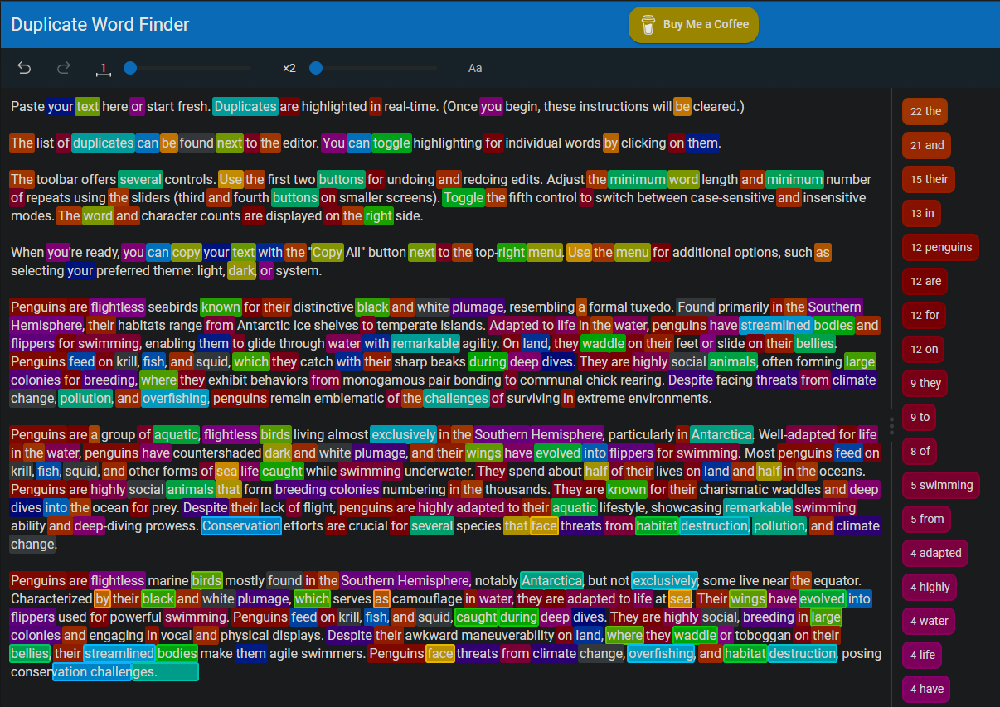 Duplicate Word Finder
Buy Me a Coffee
1
×2
Aa
Paste your text here or start fresh. Duplicates are highlighted in real-time. (Once you begin, these instructions will be cleared.)
The list of duplicates can be found next to the editor. You can toggle highlighting for individual words by clicking on them.
The toolbar offers several controls. Use the first two buttons for undoing and redoing edits. Adjust the minimum word length and minimum number
of repeats using the sliders (third and fourth buttons on smaller screens). Toggle the fifth control to switch between case-sensitive and insensitive
modes. The word and character counts are displayed on the right side.
When you're ready, you can copy your text with the "Copy All" button next to the top-right menu. Use the menu for additional options, such as
selecting your preferred theme: light, dark, or system.
Penguins are flightless seabirds known for their distinctive black and white plumage, resembling a formal tuxedo. Found primarily in the Southern
Hemisphere, their habitats range from Antarctic ice shelves to temperate islands. Adapted to life in the water, penguins have streamlined bodies and
flippers for swimming, enabling them to glide through water with remarkable agility. On land, they waddle on their feet or slide on their bellies.
Penguins feed on krill, fish, and squid, which they catch with their sharp beaks during deep dives. They are highly social animals, often forming large
colonies for breeding, where they exhibit behaviors from monogamous pair bonding to communal chick rearing. Despite facing threats from climate
change, pollution, and overfishing, penguins remain emblematic of the challenges of surviving in extreme environments.
Penguins are a group of aquatic, flightless birds living almost exclusively in the Southern Hemisphere, particularly in Antarctica. Well-adapted for life
in the water, penguins have countershaded dark and white plumage, and their wings have evolved into flippers for swimming. Most penguins feed on
krill, fish, squid, and other forms of sea life caught while swimming underwater. They spend about half of their lives on land and half in the oceans.
Penguins are highly social animals that form breeding colonies numbering in the thousands. They are known for their charismatic waddles and deep
dives into the ocean for prey. Despite their lack of flight, penguins are highly adapted to their aquatic lifestyle, showcasing remarkable swimming
ability and deep-diving prowess. Conservation efforts are crucial for several species that face threats from habitat destruction, pollution, and climate
change.
Penguins are flightless marine birds mostly found in the Southern Hemisphere, notably Antarctica, but not exclusively; some live near the equator.
Characterized by their black and white plumage, which serves as camouflage in water, they are adapted to life at sea. Their wings have evolved into
flippers used for powerful swimming. Penguins feed on krill, fish, and squid, caught during deep dives. They are highly social, breeding in large
colonies and engaging in vocal and physical displays. Despite their awkward maneuverability on land, where they waddle or toboggan on their
bellies, their streamlined bodies make them agile swimmers. Penguins face threats from climate change, overfishing, and habitat destruction, posing
conservation challenges.
22 the
21 and
15 their
13 in
12 penguins
12 are
12 for
12 on
9 they
9 to
8 of
5 swimming
5 from
4 adapted
4 highly
4 water
4 life
4 have